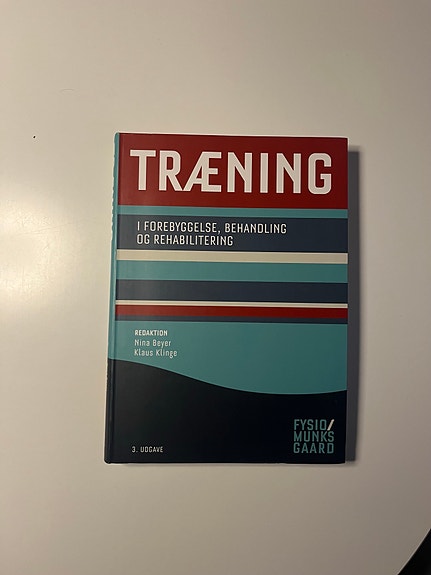 TRÆNING
I FOREBYGGELSE, BEHANDLING
OG REHABILITERING
REDAKTION
Nina Beyer
Klaus Klinge
3. UDGAVE
FYSIO/
MUNKS
GAARD